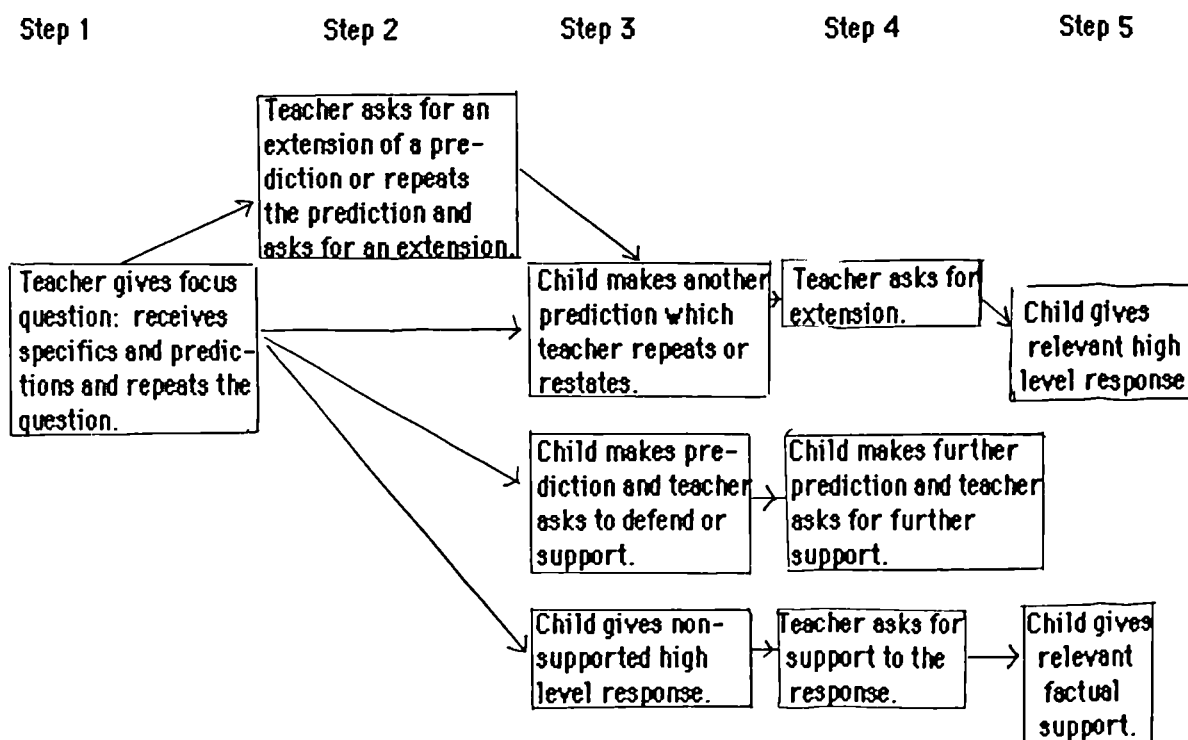 Step 1 Step 2 Step 3 Step 4 Step 5
Teacher asks for an
extension of a pre-
diction or repeats
the prediction and
asks for an extension.
Teacher gives focus
question: receives
specifics and predic-
tions and repeats the
question.
Child makes another
prediction which
teacher repeats or
restates.
Teacher asks for
extension.
Child gives
relevant high
level response
Child makes pre-
diction and teacher
asks to defend or
support.
Child makes further
prediction and teacher
asks for further
support.
Child gives non-
supported high
level response.
Teacher asks for
support to the
response.
Child gives
relevant
factual
support.